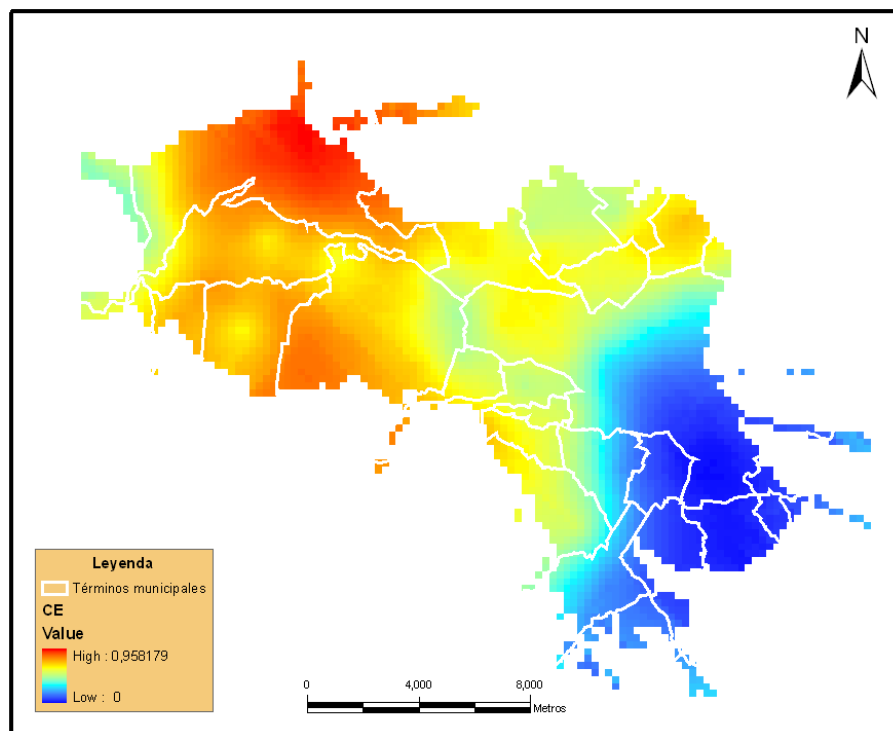 N
Leyenda
Términos municipales
CE
Value
High : 0,958179
Low : 0
0 4,000 8,000
Metros